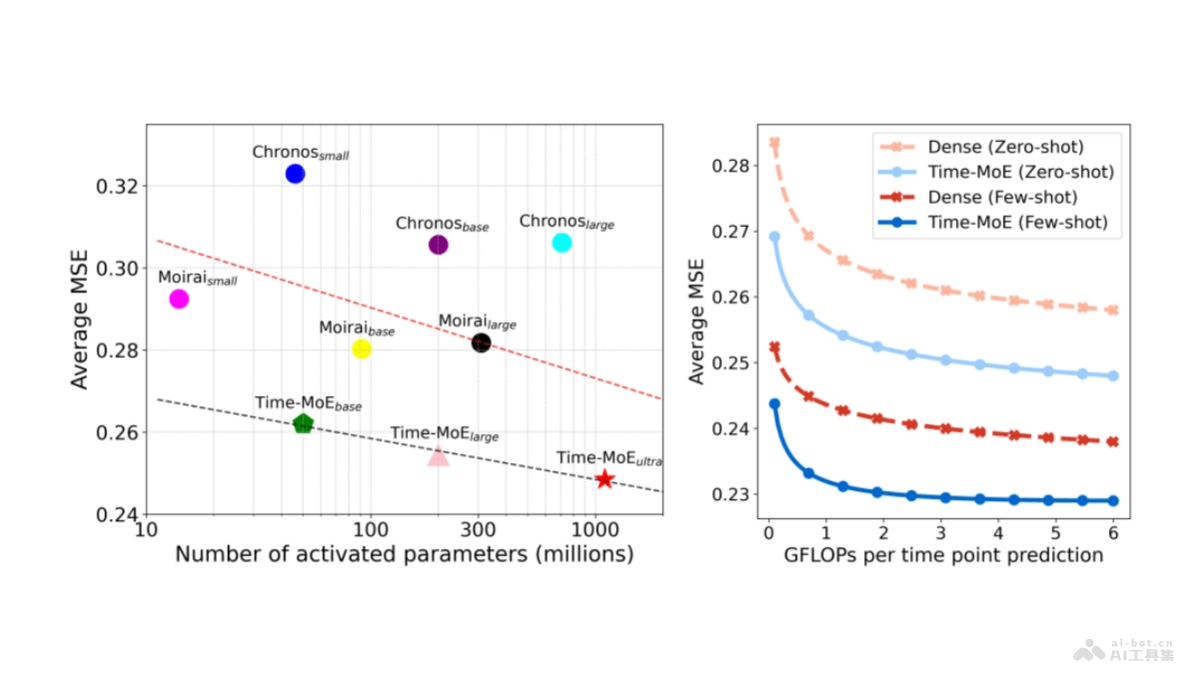 Chronos_small
Chronos_base
Chronos_large
Moirai_small
Moirai_base
Moirai_large
Time-MoE_base
Time-MoE_large
Time-MoE_ultra
Average MSE
0.32
0.30
0.28
0.26
0.24
10
100
300
1000
Number of activated parameters (millions)
Dense (Zero-shot)
Time-MoE (Zero-shot)
Dense (Few-shot)
Time-MoE (Few-shot)
Average MSE
0.28
0.27
0.26
0.25
0.24
0.23
0
1
2
3
4
5
6
GFLOPs per time point prediction
ai-bot.cn
AI工具集